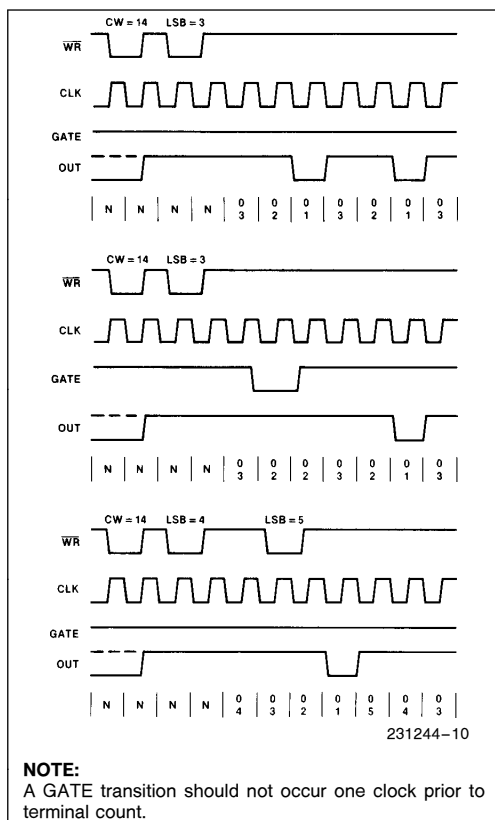 CW = 14 LSB = 3
WR
CLK
GATE
OUT
N N N N 0 3 0 2 0 1 0 3 0 2 0 1 0 3
CW = 14 LSB = 3
WR
CLK
GATE
OUT
N N N N 0 3 0 2 0 2 0 3 0 2 0 1 0 3
CW = 14 LSB = 4 LSB = 5
WR
CLK
GATE
OUT
N N N N 0 4 0 3 0 2 0 1 0 5 0 4 0 3
231244–10
NOTE:
A GATE transition should not occur one clock prior to
terminal count.